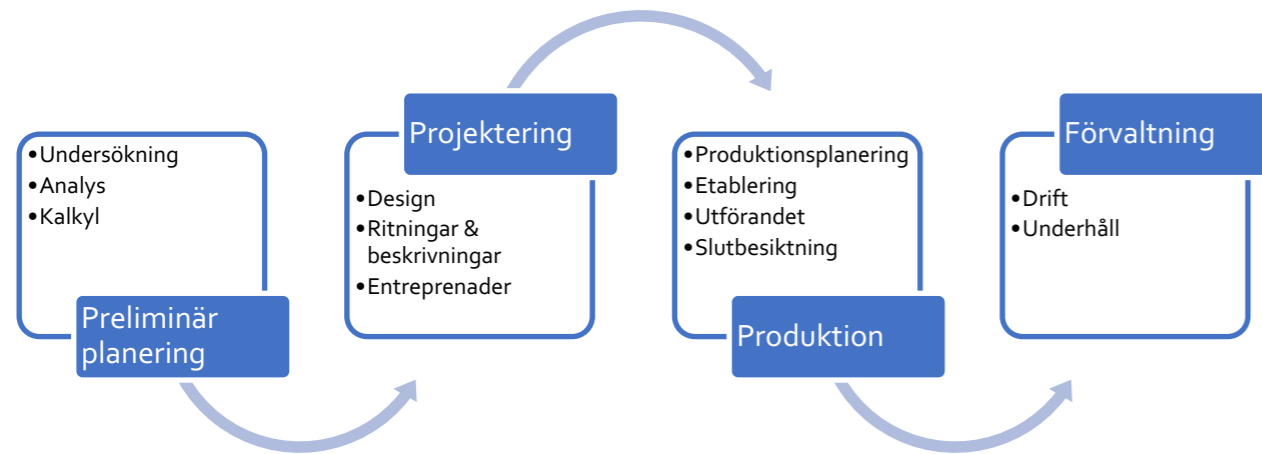 •Undersökning
•Analys
•Kalkyl
Preliminär
planering
Projektering
•Design
•Ritningar &
beskrivningar
•Entreprenader
•Produktionsplanering
•Etablering
•Utförandet
•Slutbesiktning
Produktion
Förvaltning
•Drift
•Underhåll